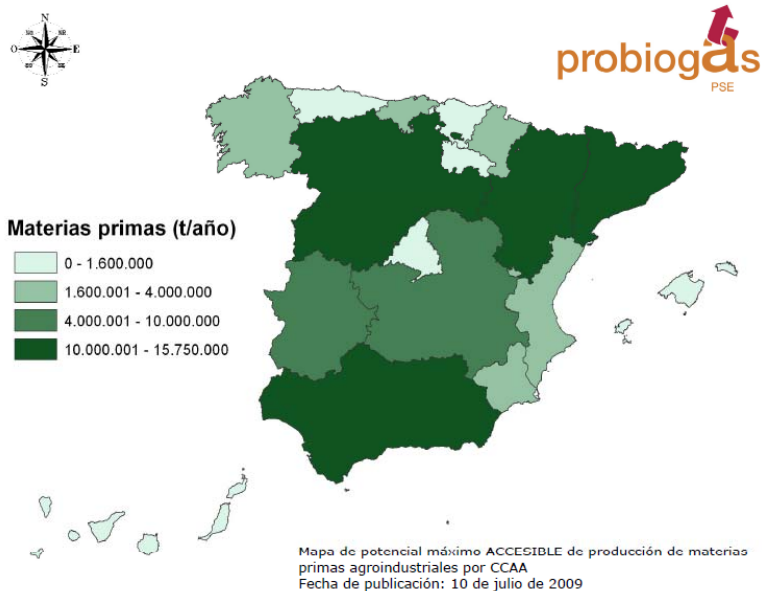 N
O
E
S
probiogas
PSE
Materias primas (t/año)
0 - 1.600.000
1.600.001 - 4.000.000
4.000.001 - 10.000.000
10.000.001 - 15.750.000
Mapa de potencial máximo ACCESIBLE de producción de materias
primas agroindustriales por CCAA
Fecha de publicación: 10 de julio de 2009